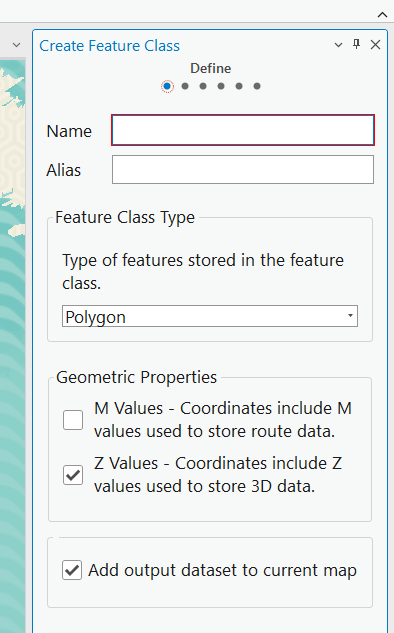 Create Feature Class
Define
Name
Alias
Feature Class Type
Type of features stored in the feature
class.
Polygon
Geometric Properties
M Values - Coordinates include M
values used to store route data.
Z Values - Coordinates include Z
values used to store 3D data.
Add output dataset to current map